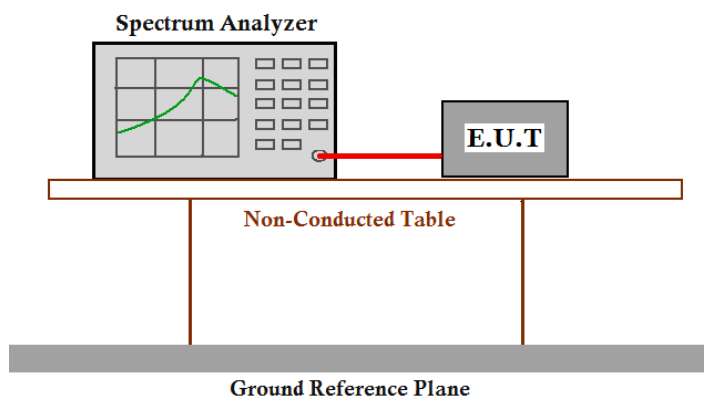 Spectrum Analyzer
E.U.T
Non-Conducted Table
Ground Reference Plane